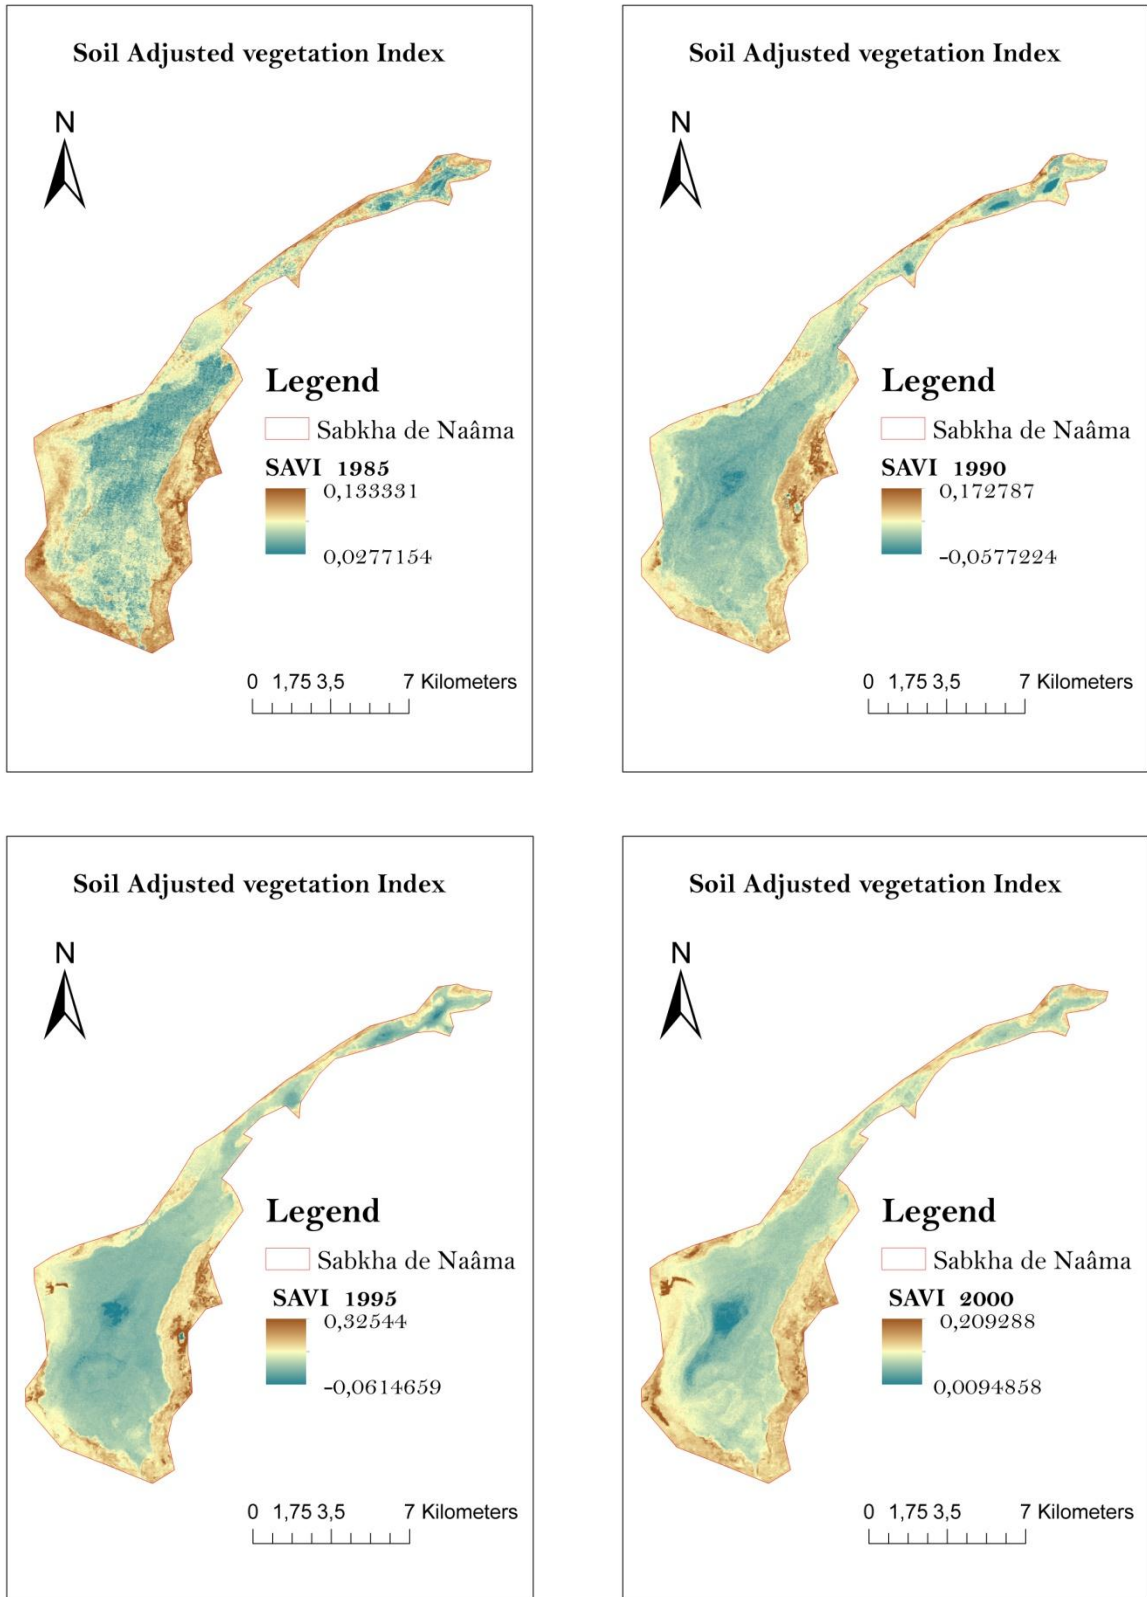 Soil Adjusted vegetation Index
N
Legend
Sabkha de Naâma
SAVI 1985
0,133331
0,0277154
0 1,75 3,5 7 Kilometers
Soil Adjusted vegetation Index
N
Legend
Sabkha de Naâma
SAVI 1990
0,172787
-0,0577224
0 1,75 3,5 7 Kilometers
Soil Adjusted vegetation Index
N
Legend
Sabkha de Naâma
SAVI 1995
0,32544
-0,0614659
0 1,75 3,5 7 Kilometers
Soil Adjusted vegetation Index
N
Legend
Sabkha de Naâma
SAVI 2000
0,209288
0,0094858
0 1,75 3,5 7 Kilometers